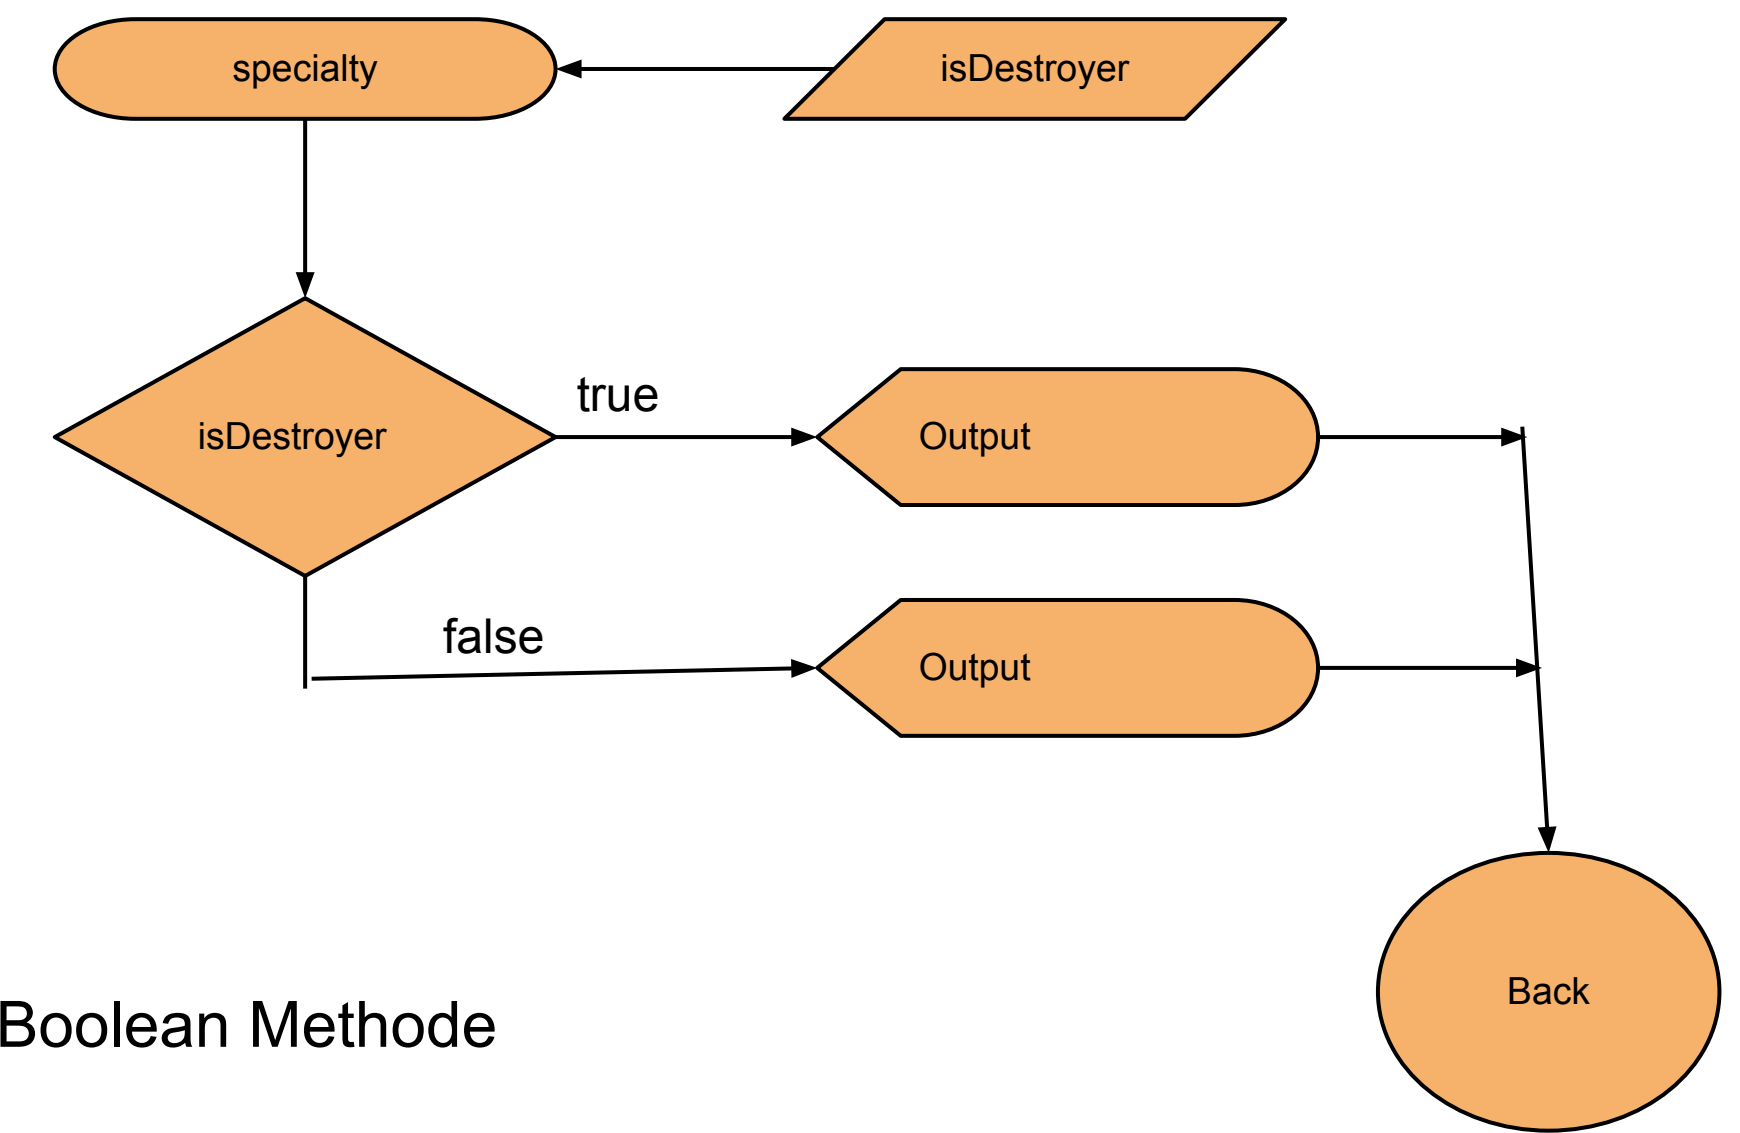 specialty
isDestroyer
isDestroyer
true
Output
false
Output
Back
Boolean Methode